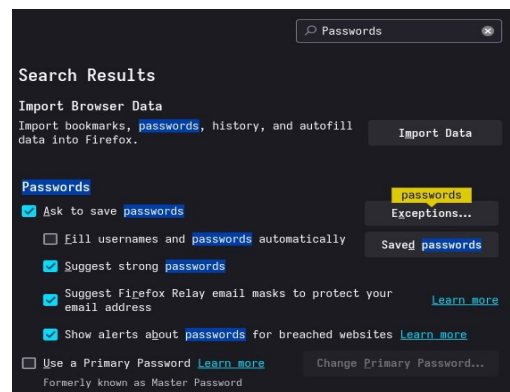 Passwords
Search Results
Import Browser Data
Import bookmarks, passwords, history, and autofill
data into Firefox.
Import Data
Passwords
passwords
Ask to save passwords
Exceptions...
Fill usernames and passwords automatically
Saved passwords
Suggest strong passwords
Suggest Firefox Relay email masks to protect your
email address
Learn more
Show alerts about passwords for breached websites Learn more
Use a Primary Password Learn more
Change Primary Password...
Formerly known as Master Password